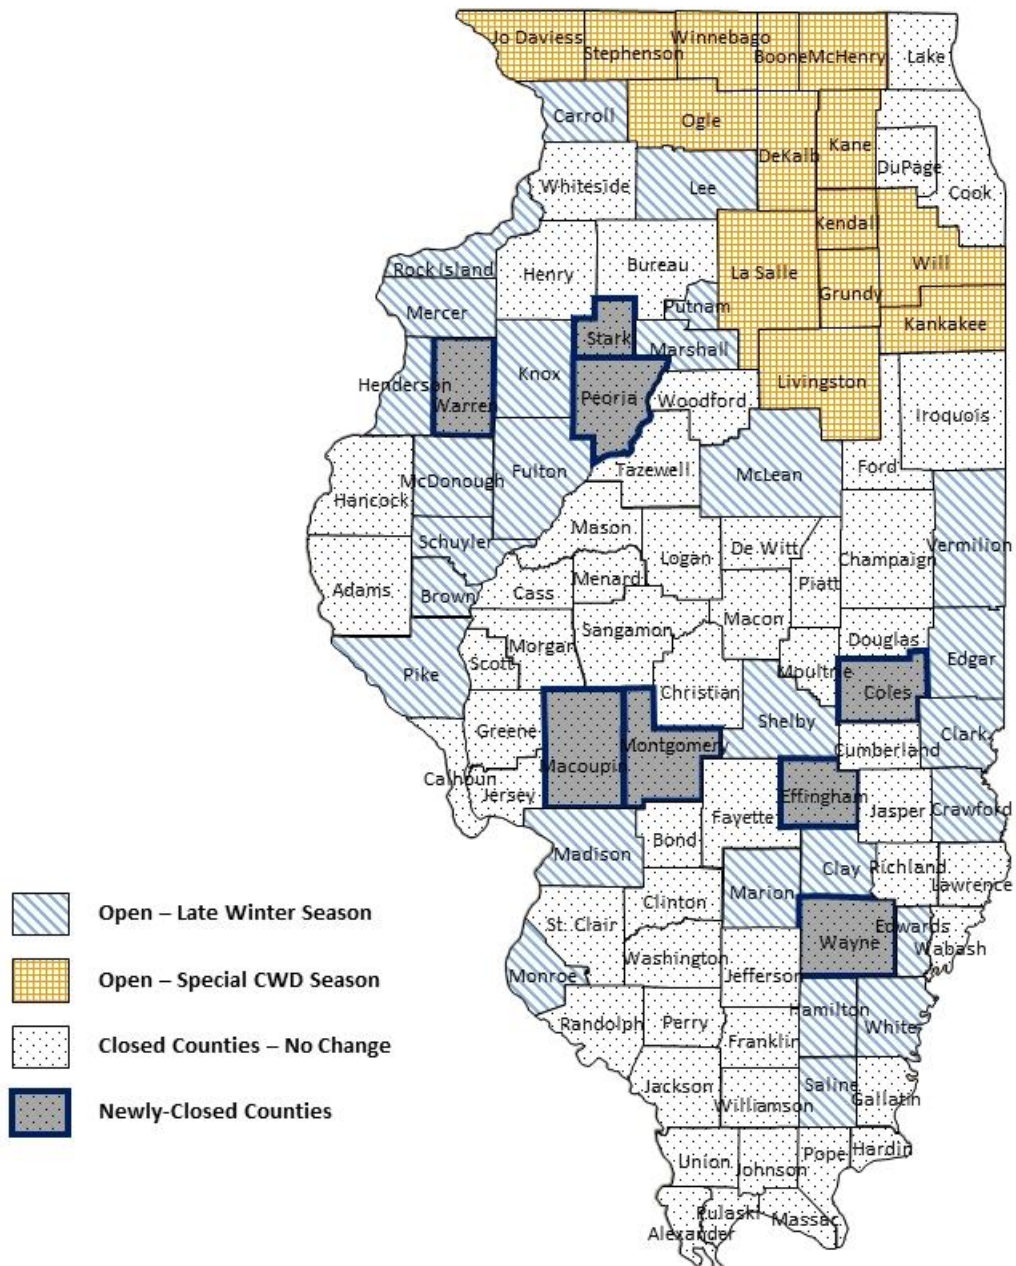 Jo Daviess
Stephenson
Winnebago
Boone
McHenry
Lake
Carroll
Ogle
DeKalb
Kane
DuPage
Cook
Whiteside
Lee
Kendall
Rock Island
Henry
Bureau
La Salle
Will
Grundy
Mercer
Putnam
Kankakee
Stark
Marshall
Henderson
Warren
Knox
Peoria
Woodford
Livingston
Iroquois
McDonough
Fulton
Tazewell
McLean
Ford
Hancock
Schuyler
Mason
Logan
De Witt
Champaign
Vermilion
Adams
Brown
Cass
Menard
Piatt
Macon
Pike
Scott
Morgan
Sangamon
Moultrie
Douglas
Edgar
Christian
Coles
Greene
Shelby
Clark
Calhoun
Jersey
Macoupin
Montgomery
Cumberland
Fayette
Effingham
Jasper
Crawford
Madison
Bond
Clay
Richland
Lawrence
Marion
Clinton
Open – Late Winter Season
St. Clair
Wayne
Edwards
Wabash
Washington
Jefferson
Open – Special CWD Season
Monroe
Hamilton
White
Randolph
Perry
Franklin
Closed Counties – No Change
Jackson
Williamson
Saline
Gallatin
Newly-Closed Counties
Union
Johnson
Pope
Hardin
Alexander
Pulaski
Massac